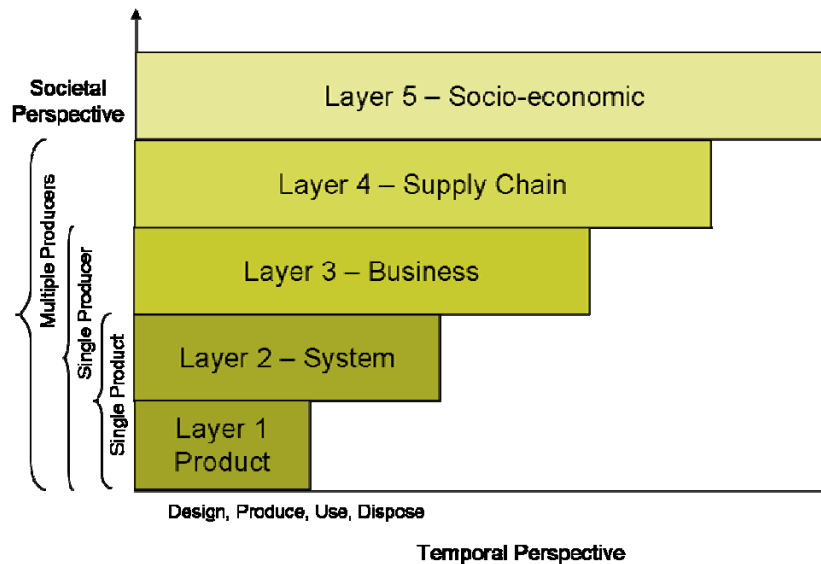 Societal
Perspective
Layer 5 – Socio-economic
Layer 4 – Supply Chain
Layer 3 – Business
Layer 2 – System
Layer 1
Product
Multiple Producers
Single Producer
Single Product
Design, Produce, Use, Dispose
Temporal Perspective